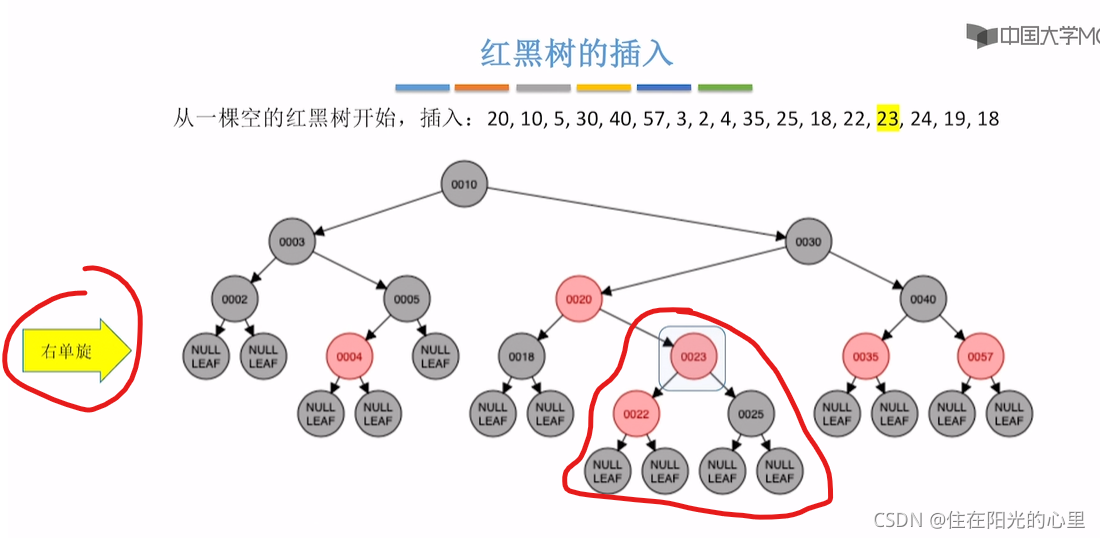 中国大学MO
红黑树的插入
从一棵空的红黑树开始，插入：20, 10, 5, 30, 40, 57, 3, 2, 4, 35, 25, 18, 22, 23, 24, 19, 18
0010
0003
0030
0002
0005
0020
0040
右单旋
NULL LEAF
NULL LEAF
0004
NULL LEAF
0018
0023
0035
0057
NULL LEAF
NULL LEAF
NULL LEAF
NULL LEAF
0022
0025
NULL LEAF
NULL LEAF
NULL LEAF
NULL LEAF
NULL LEAF
NULL LEAF
NULL LEAF
NULL LEAF
CSDN @住在阳光的心里